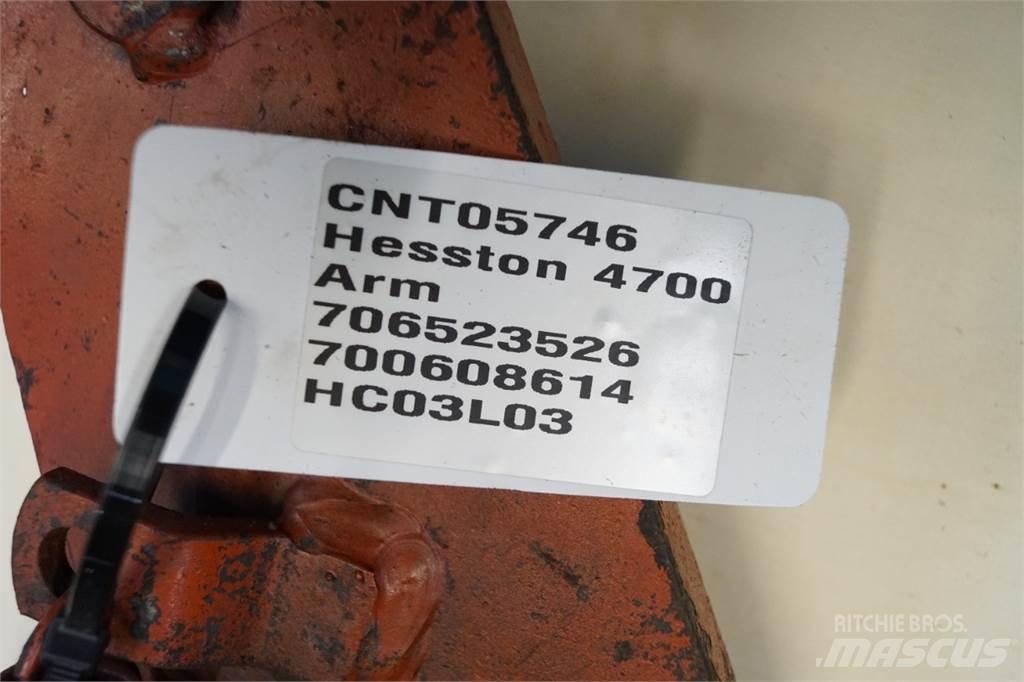 CNT05746
Hesston 4700
Arm
706523526
700608614
HC03L03
RITCHIE BROS.
MASCUS